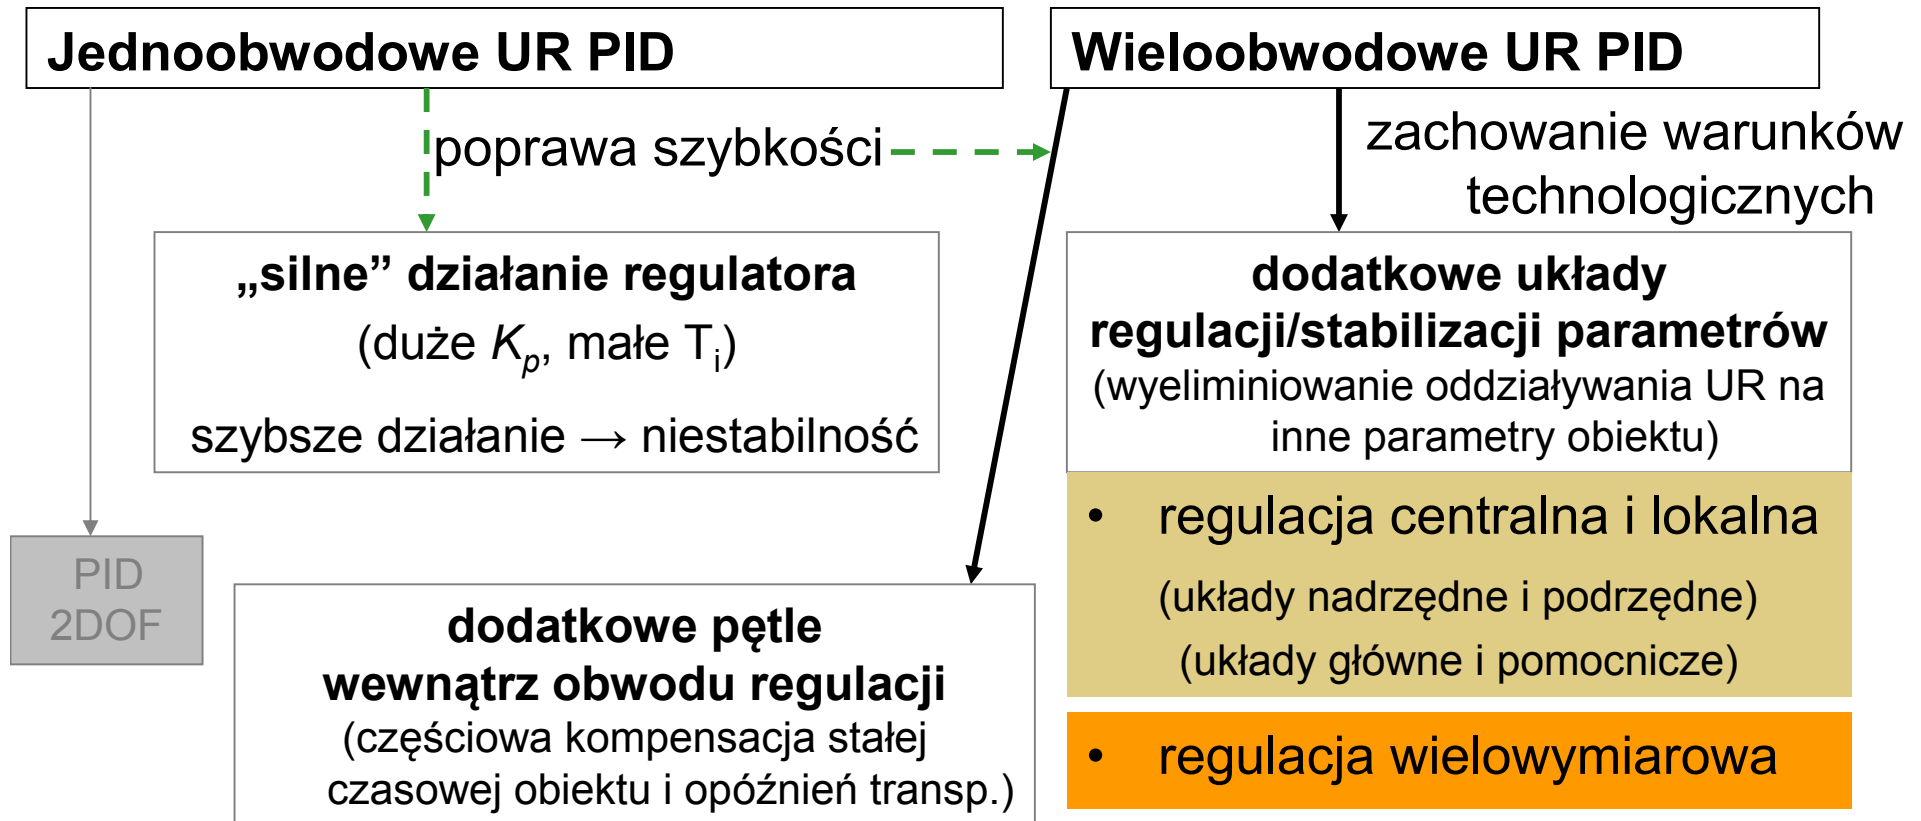 Jednoobwodowe UR PID
Wieloobwodowe UR PID
poprawa szybkości
zachowanie warunków
technologicznych
„silne” działanie regulatora
(duże Kp, małe Ti)
szybsze działanie → niestabilność
dodatkowe układy
regulacji/stabilizacji parametrów
(wyeliminiowanie oddziaływania UR na
inne parametry obiektu)
• regulacja centralna i lokalna
(układy nadrzędne i podrzędne)
(układy główne i pomocnicze)
• regulacja wielowymiarowa
PID
2DOF
dodatkowe pętle
wewnątrz obwodu regulacji
(częściowa kompensacja stałej
czasowej obiektu i opóźnień transp.)